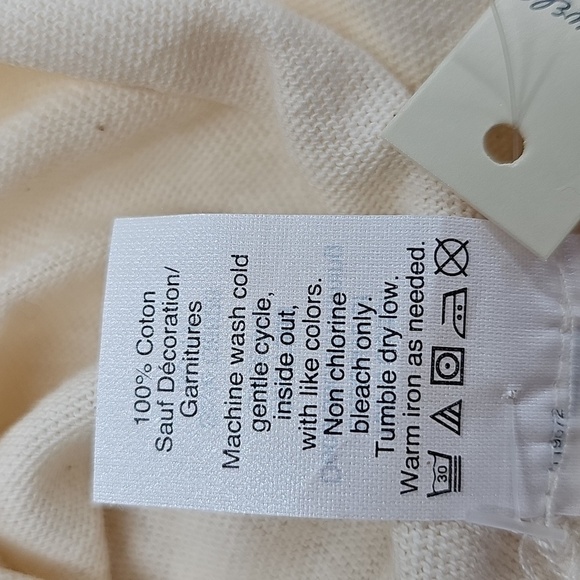 100% Coton
Sauf Décoration/
Garnitures
Machine wash cold
gentle cycle,
inside out,
with like colors.
Non chlorine
bleach only.
Tumble dry low.
Warm iron as needed.
30